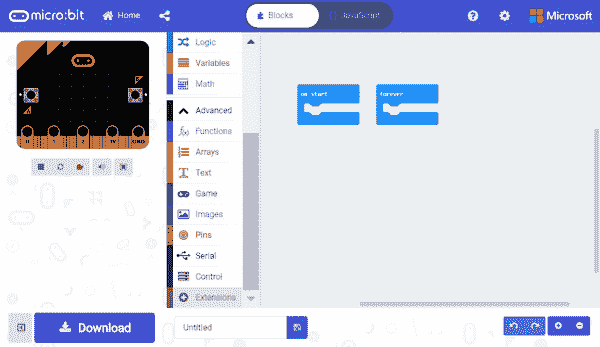 micro:bit Home Blocks JavaScript Microsoft
Logic
Variables
Math
Advanced
Functions
Arrays
Text
Game
Images
Pins
Serial
Control
Extensions
on start forever
0 1 2 3V GND
Download
Untitled